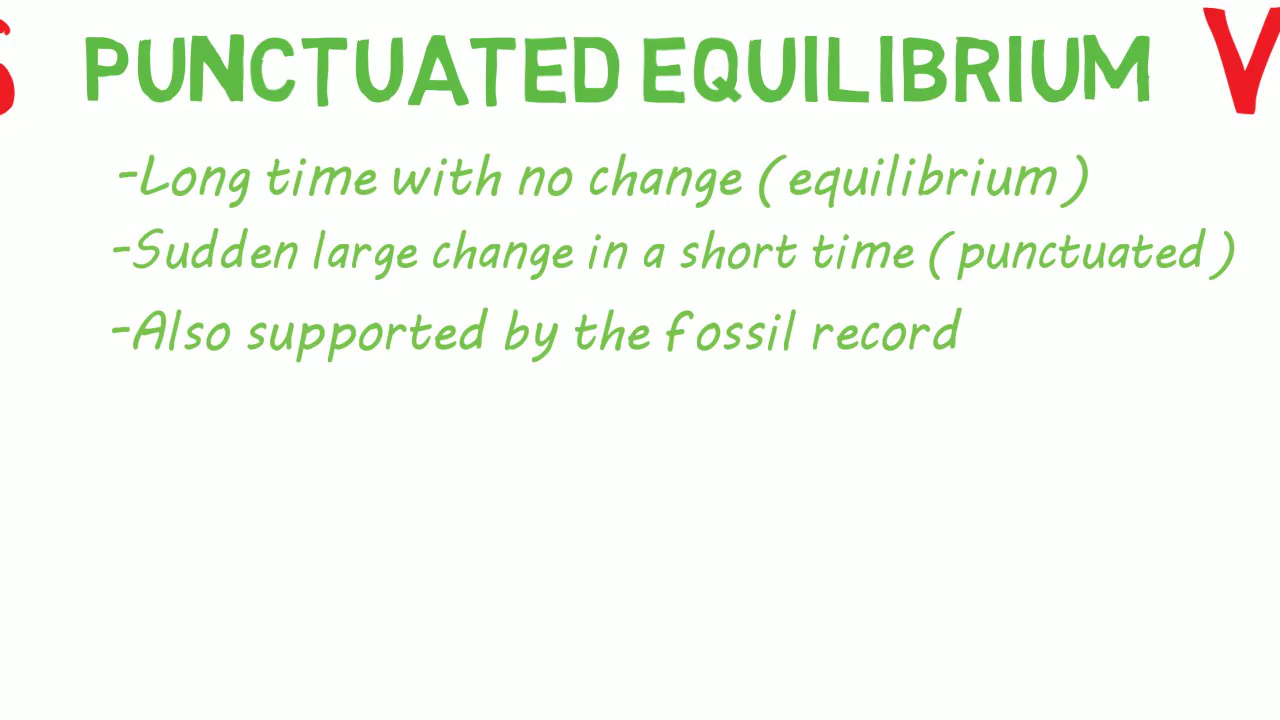 S PUNCTUATED EQUILIBRIUM V
-Long time with no change (equilibrium)
-Sudden large change in a short time (punctuated)
-Also supported by the fossil record